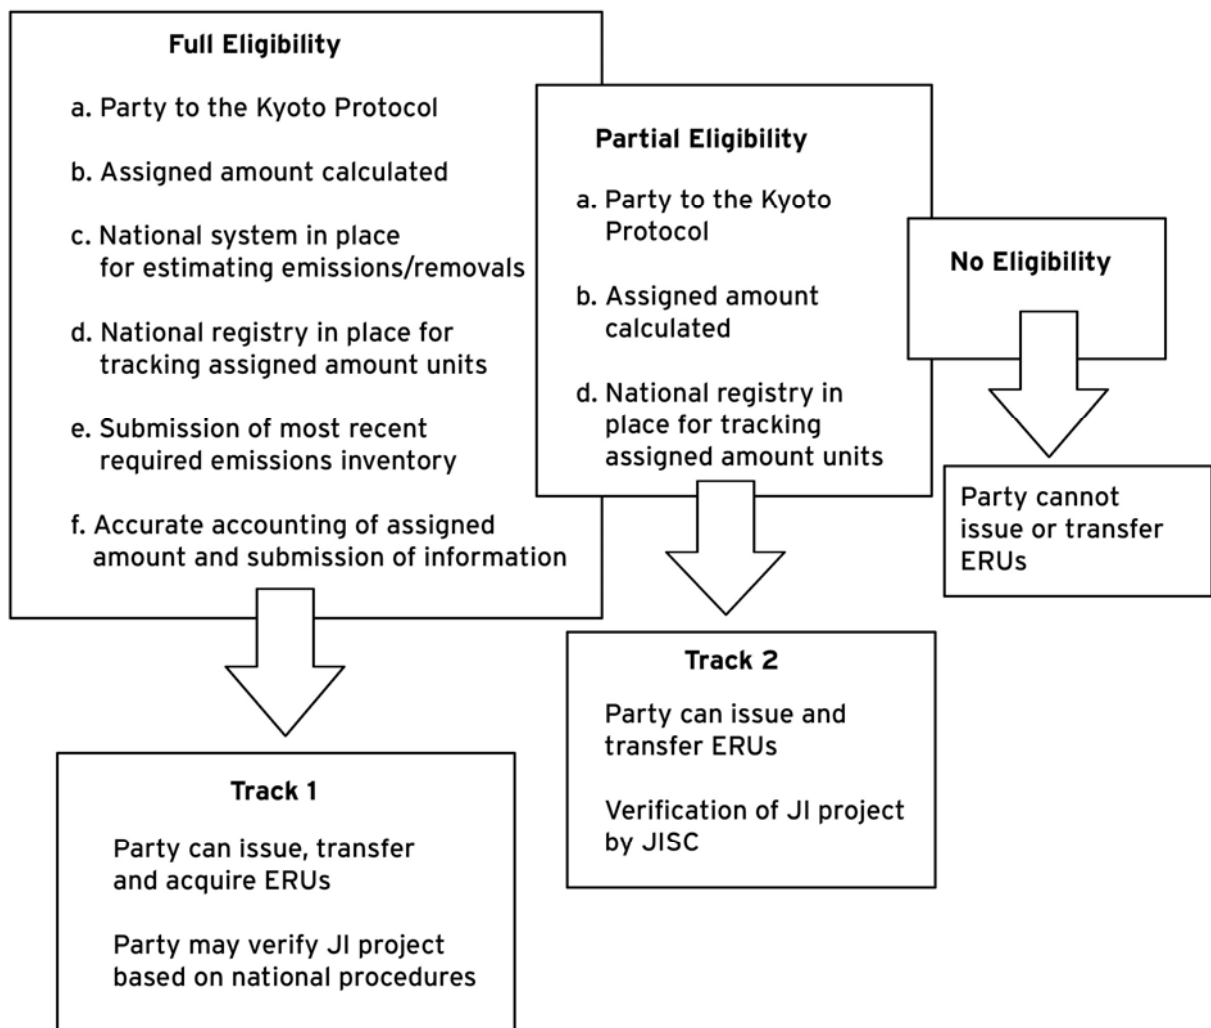 Full Eligibility
a. Party to the Kyoto Protocol
b. Assigned amount calculated
c. National system in place
for estimating emissions/removals
d. National registry in place for
tracking assigned amount units
e. Submission of most recent
required emissions inventory
f. Accurate accounting of assigned
amount and submission of information
Partial Eligibility
a. Party to the Kyoto
Protocol
b. Assigned amount
calculated
d. National registry in
place for tracking
assigned amount units
No Eligibility
Party cannot
issue or transfer
ERUs
Track 1
Party can issue, transfer
and acquire ERUs
Party may verify JI project
based on national procedures
Track 2
Party can issue and
transfer ERUs
Verification of JI project
by JISC